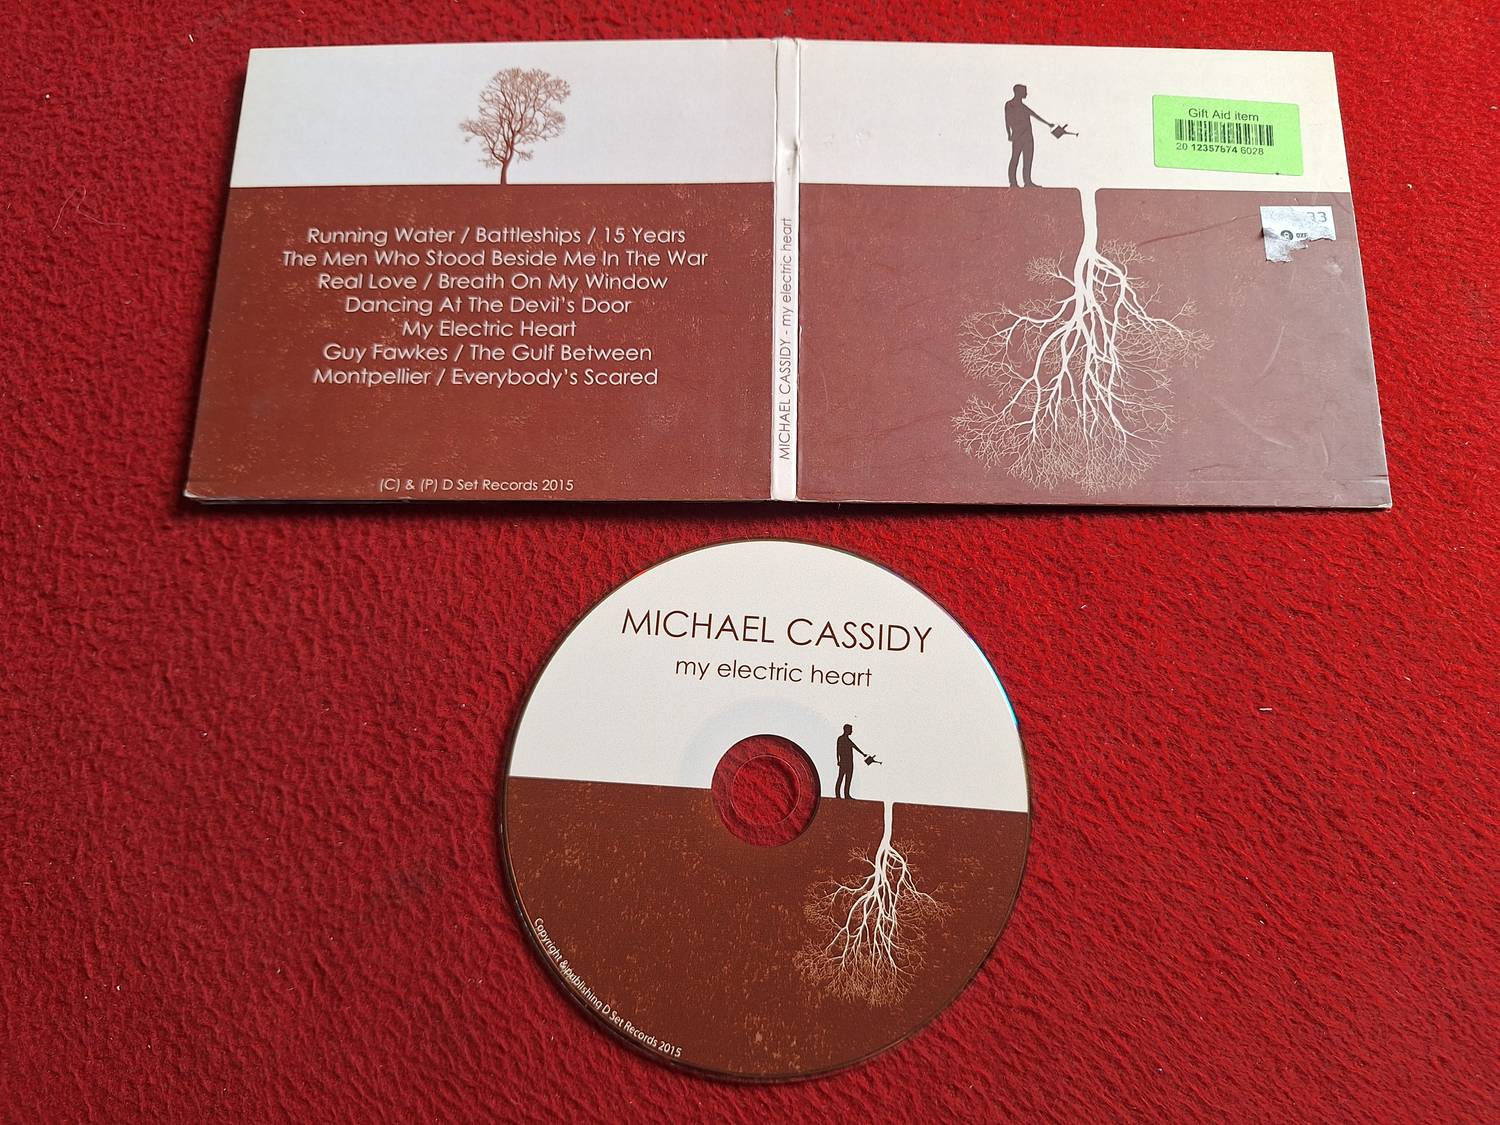 Running Water / Battleships / 15 Years
The Men Who Stood Beside Me In The War
Real Love / Breath On My Window
Dancing At The Devil's Door
My Electric Heart
Guy Fawkes / The Gulf Between
Montpellier / Everybody's Scared
(C) & (P) D Set Records 2015
MICHAEL CASSIDY - my electric heart
Gift Aid item
20 12357874 6028
MICHAEL CASSIDY
my electric heart
Copyright & publishing D Set Records 2015